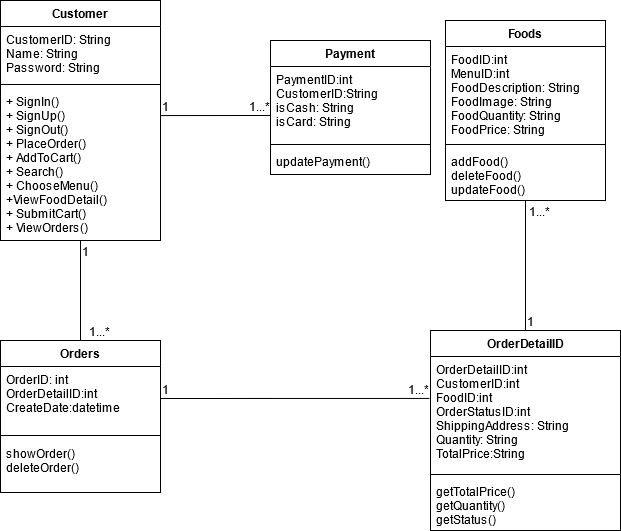 Customer
CustomerID: String
Name: String
Password: String
+ SignIn()
+ SignUp()
+ SignOut()
+ PlaceOrder()
+ AddToCart()
+ Search()
+ ChooseMenu()
+ViewFoodDetail()
+ SubmitCart()
+ ViewOrders()
1
1...*
Payment
PaymentID:int
CustomerID:String
isCash: String
isCard: String
updatePayment()
Foods
FoodID:int
MenuID:int
FoodDescription: String
FoodImage: String
FoodQuantity: String
FoodPrice: String
addFood()
deleteFood()
updateFood()
1...*
1
1
1...*
Orders
OrderID: int
OrderDetailID:int
CreateDate:datetime
showOrder()
deleteOrder()
1
1...*
OrderDetailID
OrderDetailID:int
CustomerID:int
FoodID:int
OrderStatusID:int
ShippingAddress: String
Quantity: String
TotalPrice:String
getTotalPrice()
getQuantity()
getStatus()